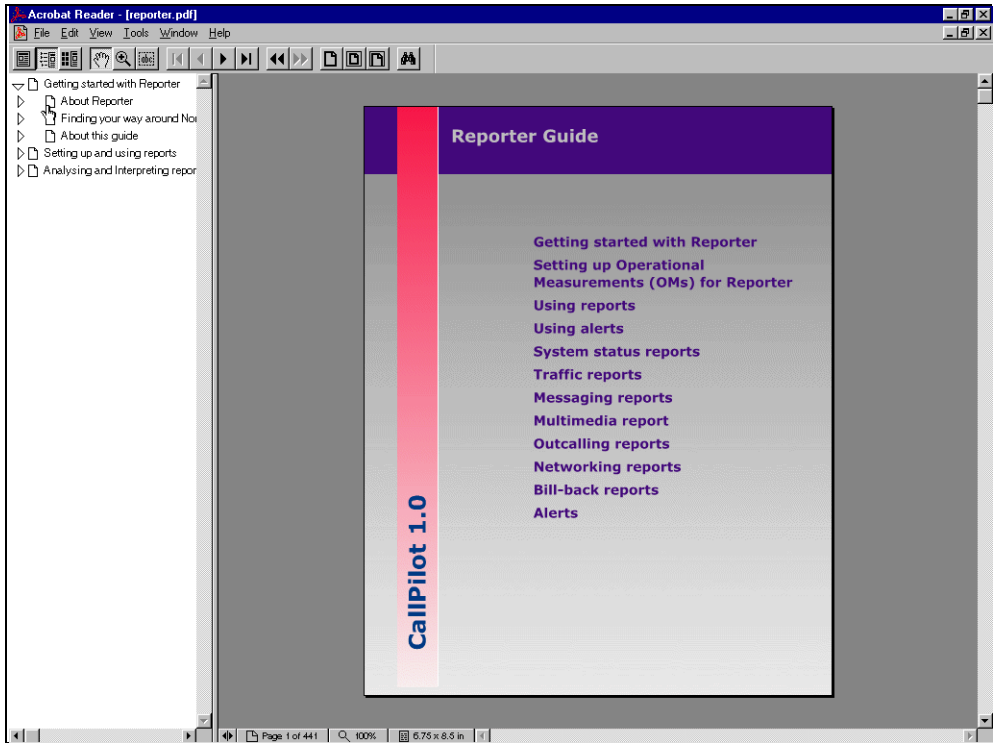 Acrobat Reader - [reporter.pdf]
File Edit View Tools Window Help
Getting started with Reporter
About Reporter
Finding your way around Nor
About this guide
Setting up and using reports
Analysing and Interpreting repor
Reporter Guide
Getting started with Reporter
Setting up Operational
Measurements (OMs) for Reporter
Using reports
Using alerts
System status reports
Traffic reports
Messaging reports
Multimedia report
Outcalling reports
Networking reports
Bill-back reports
Alerts
CallPilot 1.0
Page 1 of 441
100%
6.75 x 8.5 in